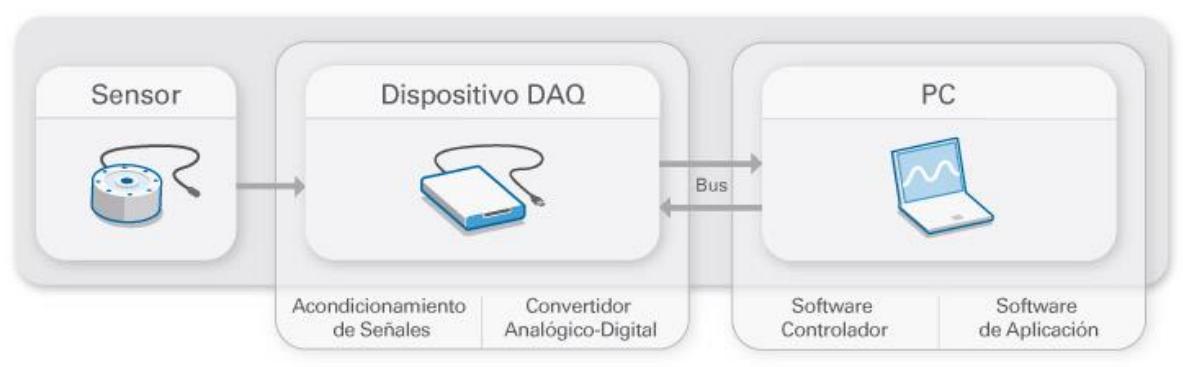 Sensor
Dispositivo DAQ
PC
Bus
Acondicionamiento
de Señales
Convertidor
Analógico-Digital
Software
Controlador
Software
de Aplicación